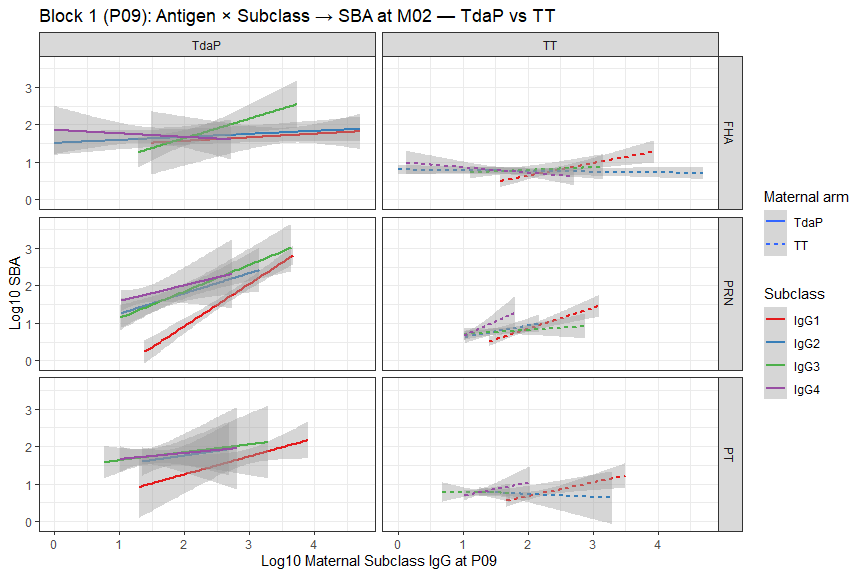 Block 1 (P09): Antigen × Subclass → SBA at M02 — TdaP vs TT
TdaP
TT
3
2
1
0
FHA
3
2
1
0
PRN
3
2
1
0
PT
Log10 SBA
0 1 2 3 4
0 1 2 3 4
Log10 Maternal Subclass IgG at P09
Maternal arm
TdaP
TT
Subclass
IgG1
IgG2
IgG3
IgG4